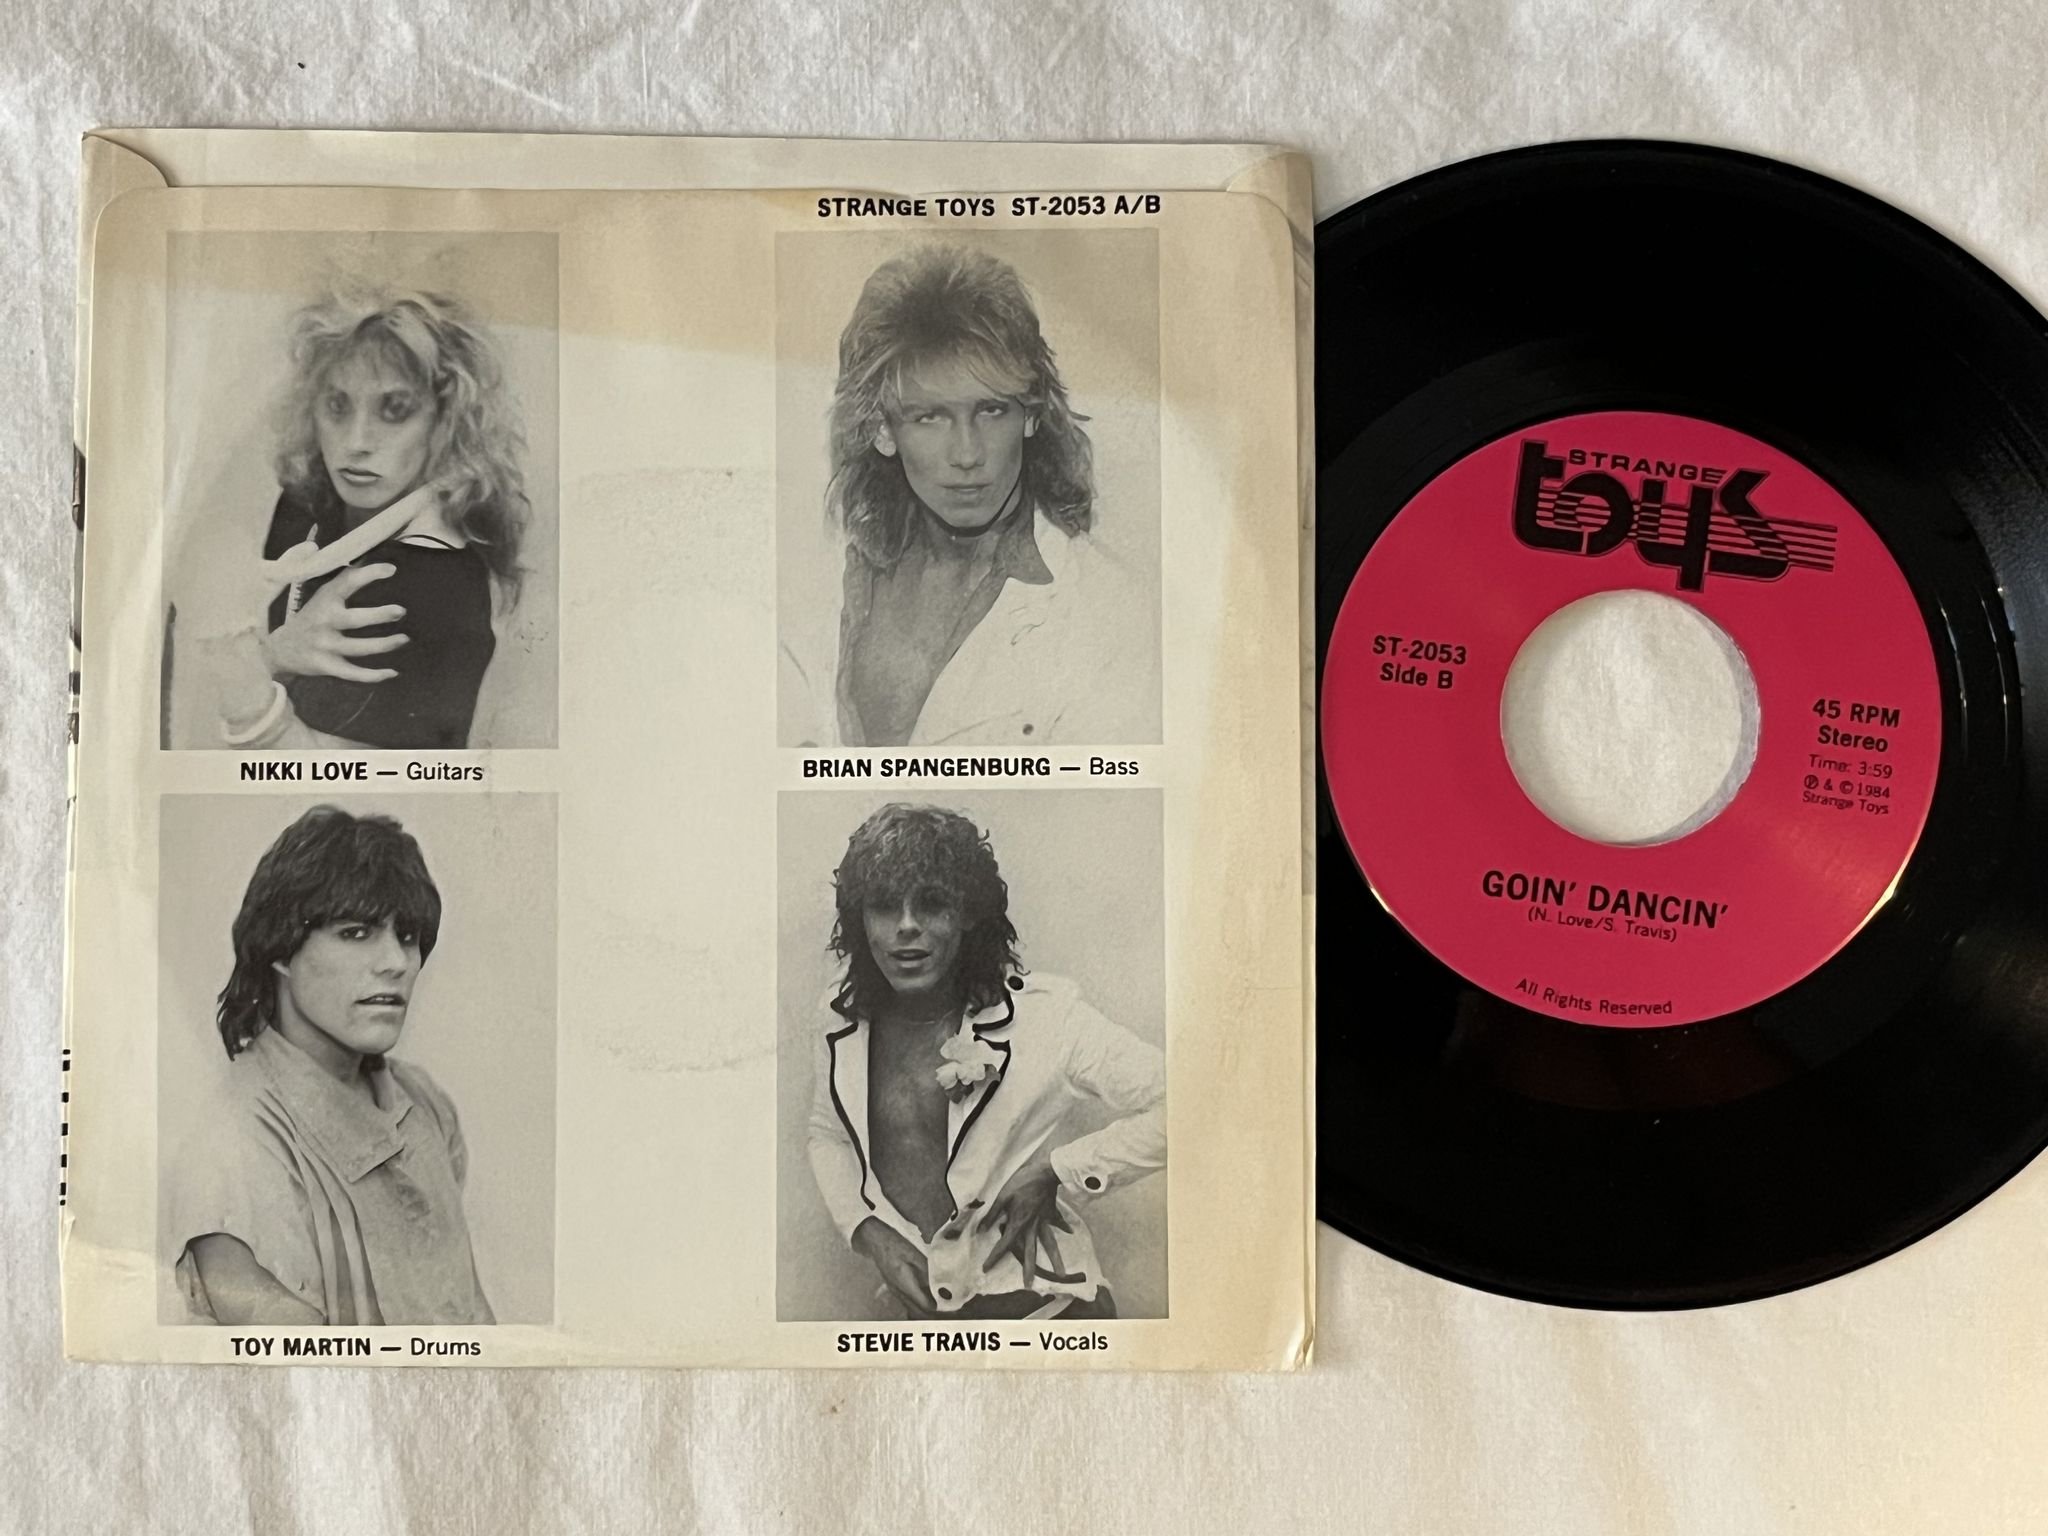 STRANGE TOYS ST-2053 A/B
NIKKI LOVE — Guitars
BRIAN SPANGENBURG — Bass
TOY MARTIN — Drums
STEVIE TRAVIS — Vocals
STRANGE
toys
ST-2053
Side B
45 RPM
Stereo
Time: 3:59
℗ & © 1984
Strange Toys
GOIN' DANCIN'
(N. Love/S. Travis)
All Rights Reserved